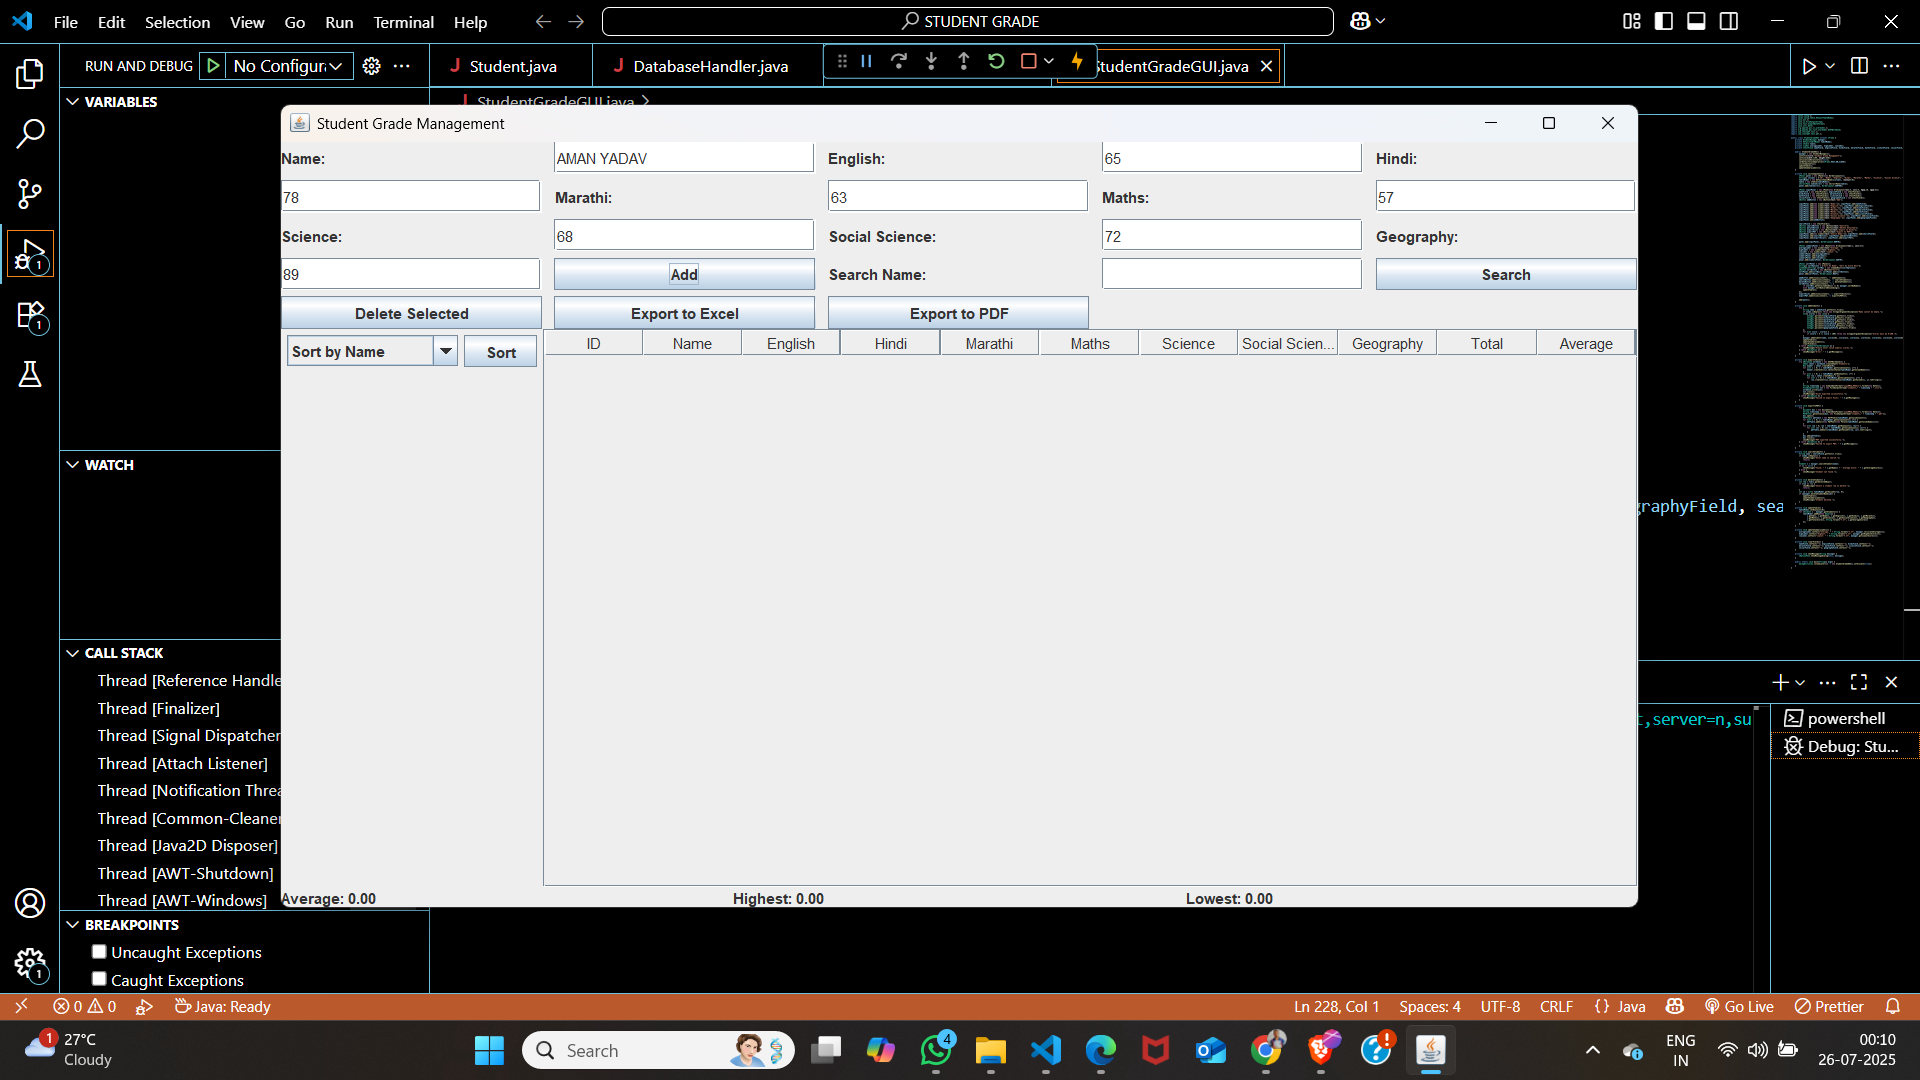 File Edit Selection View Go Run Terminal Help
STUDENT GRADE
RUN AND DEBUG No Configur
Student.java
DatabaseHandler.java
StudentGradeGUI.java
StudentGradeGUI.java
VARIABLES
Student Grade Management
Name: AMAN YADAV English: 65 Hindi:
78 Marathi: 63 Maths: 57
Science: 68 Social Science: 72 Geography:
89 Add Search Name: Search
Delete Selected Export to Excel Export to PDF
Sort by Name Sort
ID Name English Hindi Marathi Maths Science Social Scien... Geography Total Average
WATCH
graphyField, sea
CALL STACK
Thread [Reference Handle
Thread [Finalizer]
Thread [Signal Dispatcher
Thread [Attach Listener]
Thread [Notification Threa
Thread [Common-Cleaner
Thread [Java2D Disposer]
Thread [AWT-Shutdown]
Thread [AWT-Windows]
t,server=n,su
powershell
Debug: Stu...
Average: 0.00 Highest: 0.00 Lowest: 0.00
BREAKPOINTS
Uncaught Exceptions
Caught Exceptions
0 0 Java: Ready
Ln 228, Col 1 Spaces: 4 UTF-8 CRLF {} Java Go Live Prettier
1 27°C
Cloudy
Search
4
ENG
IN
00:10
26-07-2025
1
1
1